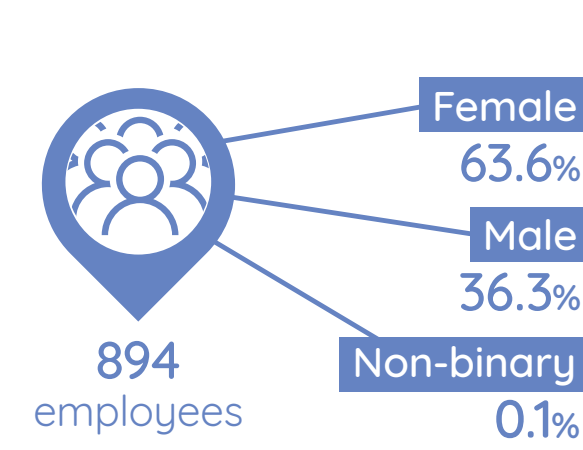 Female
63.6%
Male
36.3%
Non-binary
0.1%
894
employees